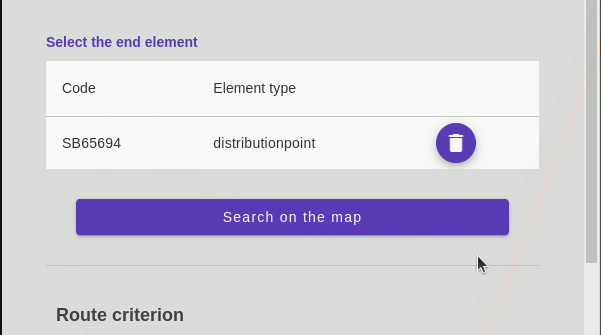 Select the end element
Code Element type
SB65694 distributionpoint
Search on the map
Route criterion